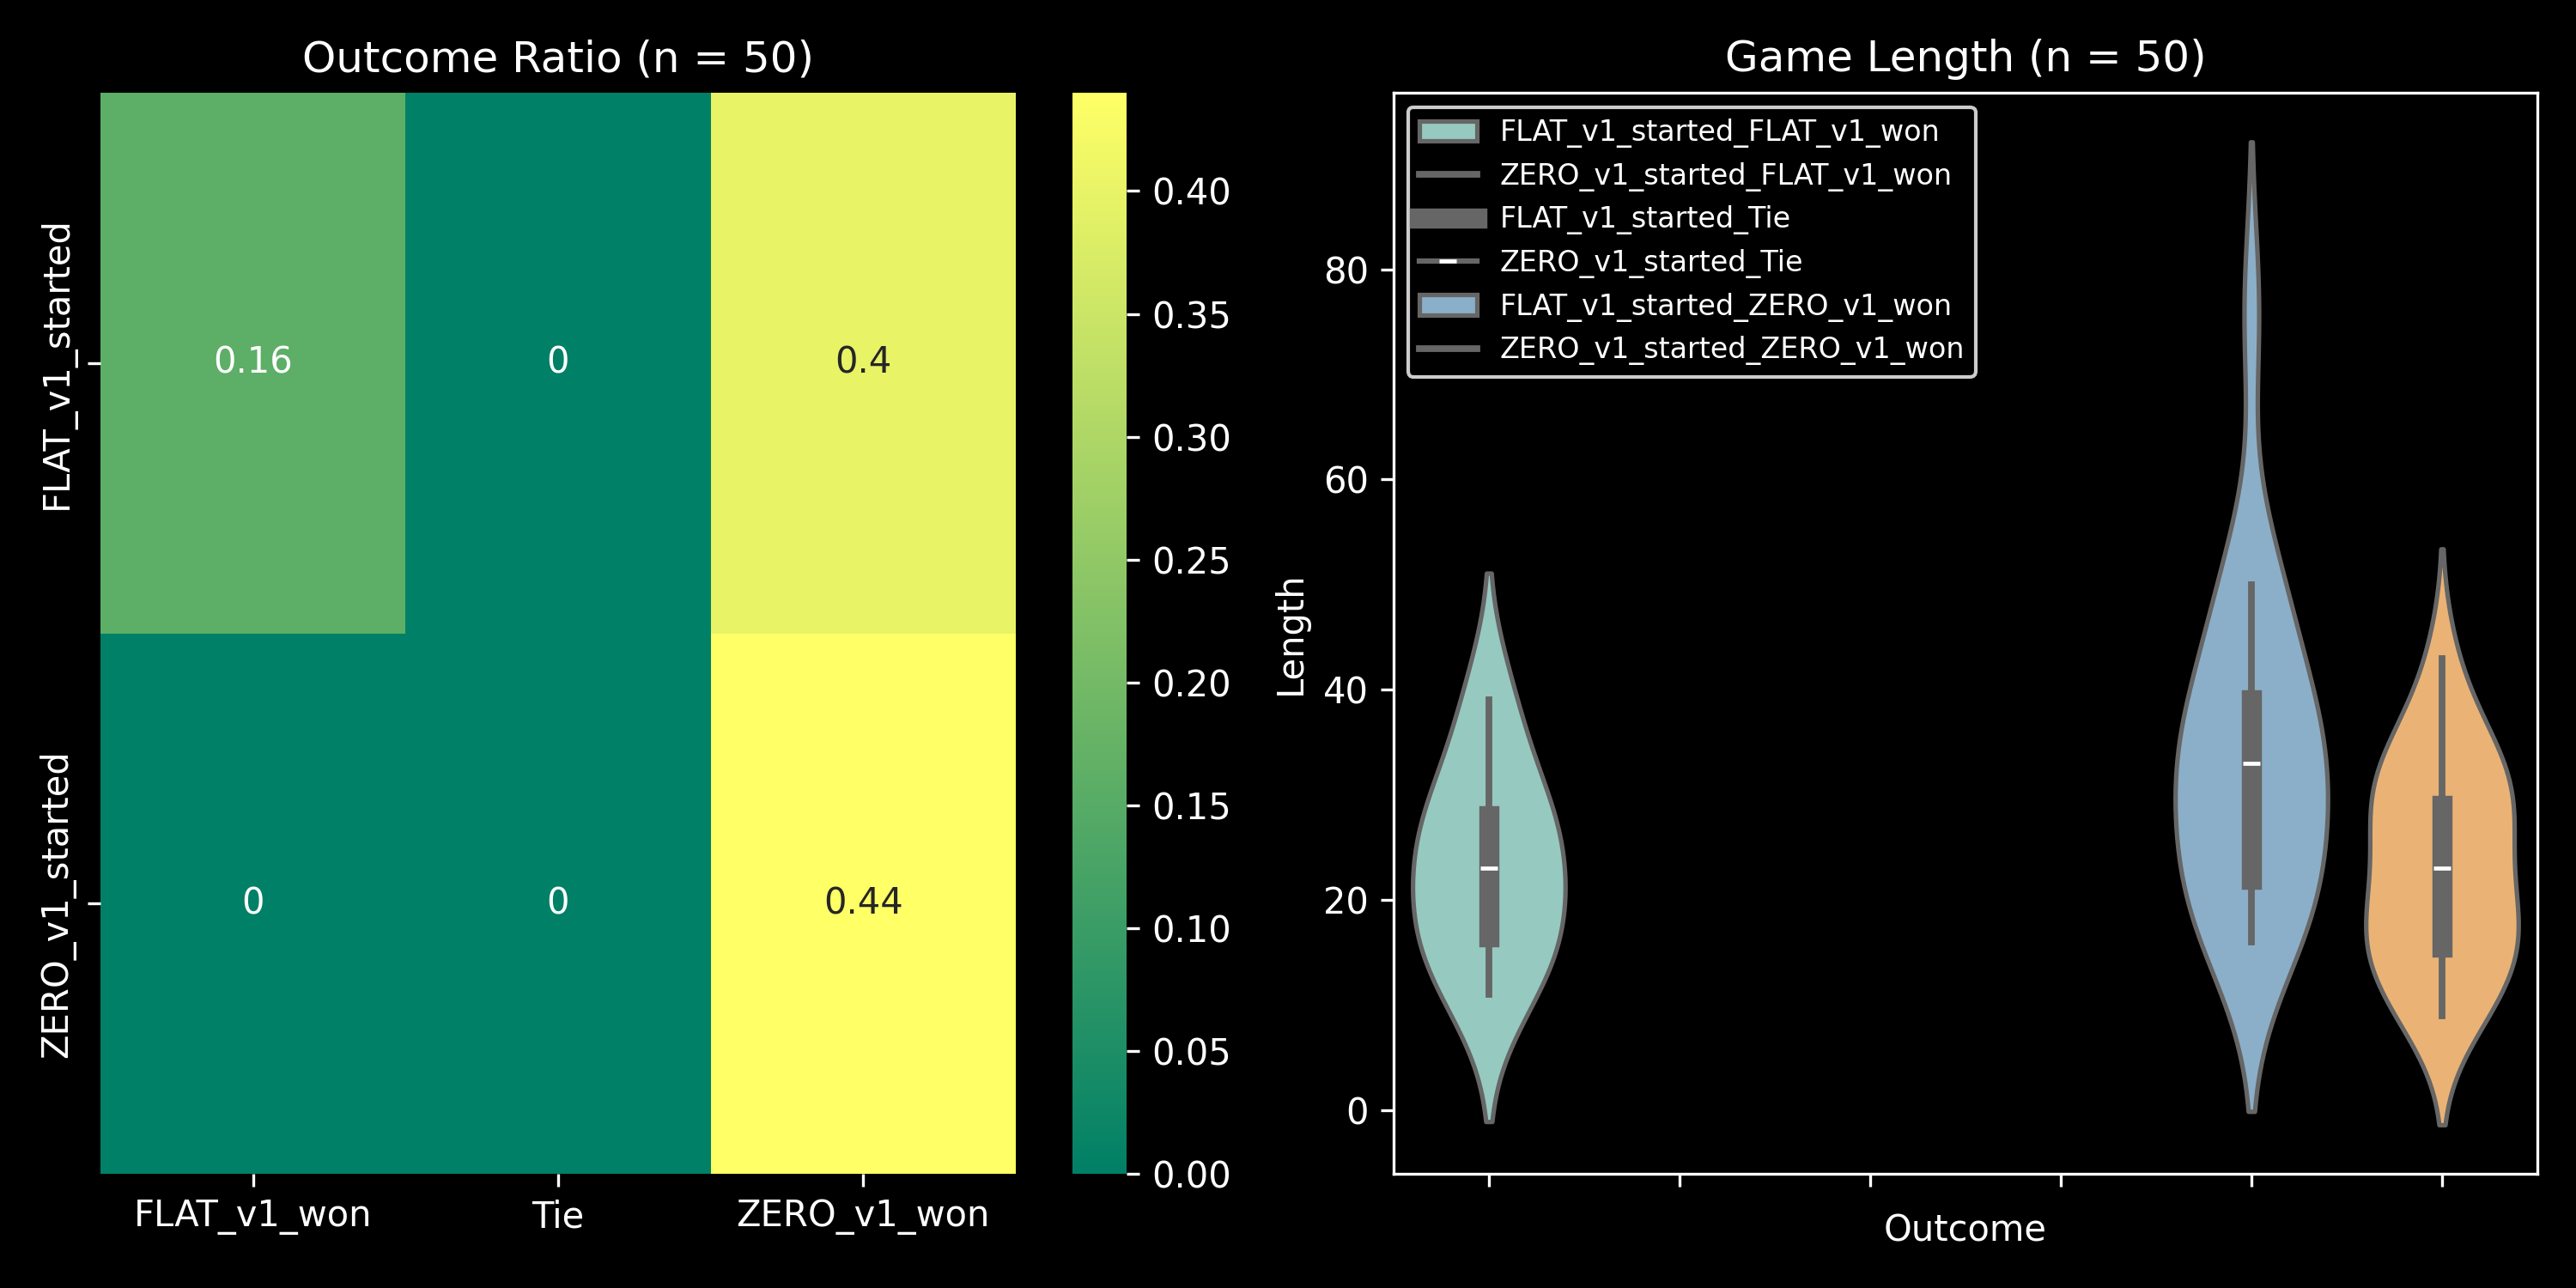 Outcome Ratio (n = 50)
FLAT_v1_started
ZERO_v1_started
0.16
0
0.4
0
0
0.44
FLAT_v1_won
Tie
ZERO_v1_won
0.40
0.35
0.30
0.25
0.20
0.15
0.10
0.05
0.00
Game Length (n = 50)
FLAT_v1_started_FLAT_v1_won
ZERO_v1_started_FLAT_v1_won
FLAT_v1_started_Tie
ZERO_v1_started_Tie
FLAT_v1_started_ZERO_v1_won
ZERO_v1_started_ZERO_v1_won
Length
80
60
40
20
0
Outcome